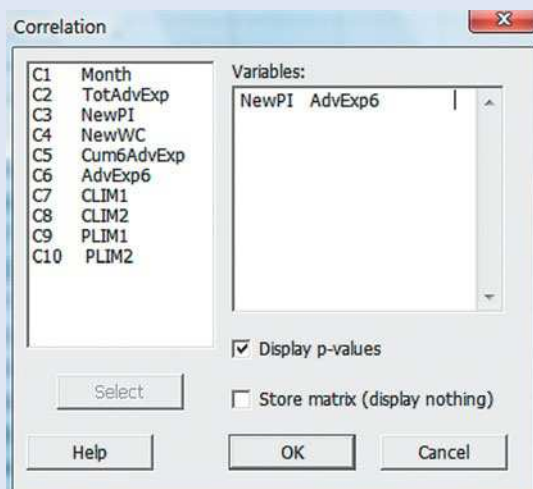 Correlation
C1 Month
C2 TotAdvExp
C3 NewPI
C4 NewWC
C5 Cum6AdvExp
C6 AdvExp6
C7 CLIM1
C8 CLIM2
C9 PLIM1
C10 PLIM2
Variables:
NewPI AdvExp6
Display p-values
Select
Store matrix (display nothing)
Help
OK
Cancel